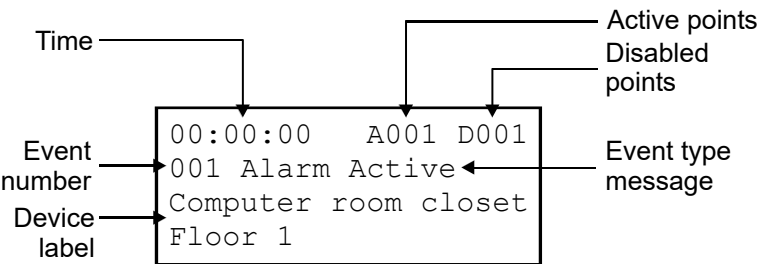 Active points
Time
Disabled
points
00:00:00 A001 D001
Event
number
001 Alarm Active
Event type
message
Computer room closet
Device
label
Floor 1